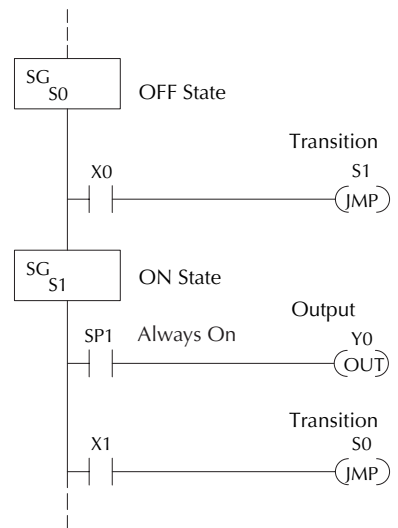 SG
S0
OFF State
Transition
X0
S1
JMP
SG
S1
ON State
Output
SP1
Always On
Y0
OUT
Transition
X1
S0
JMP